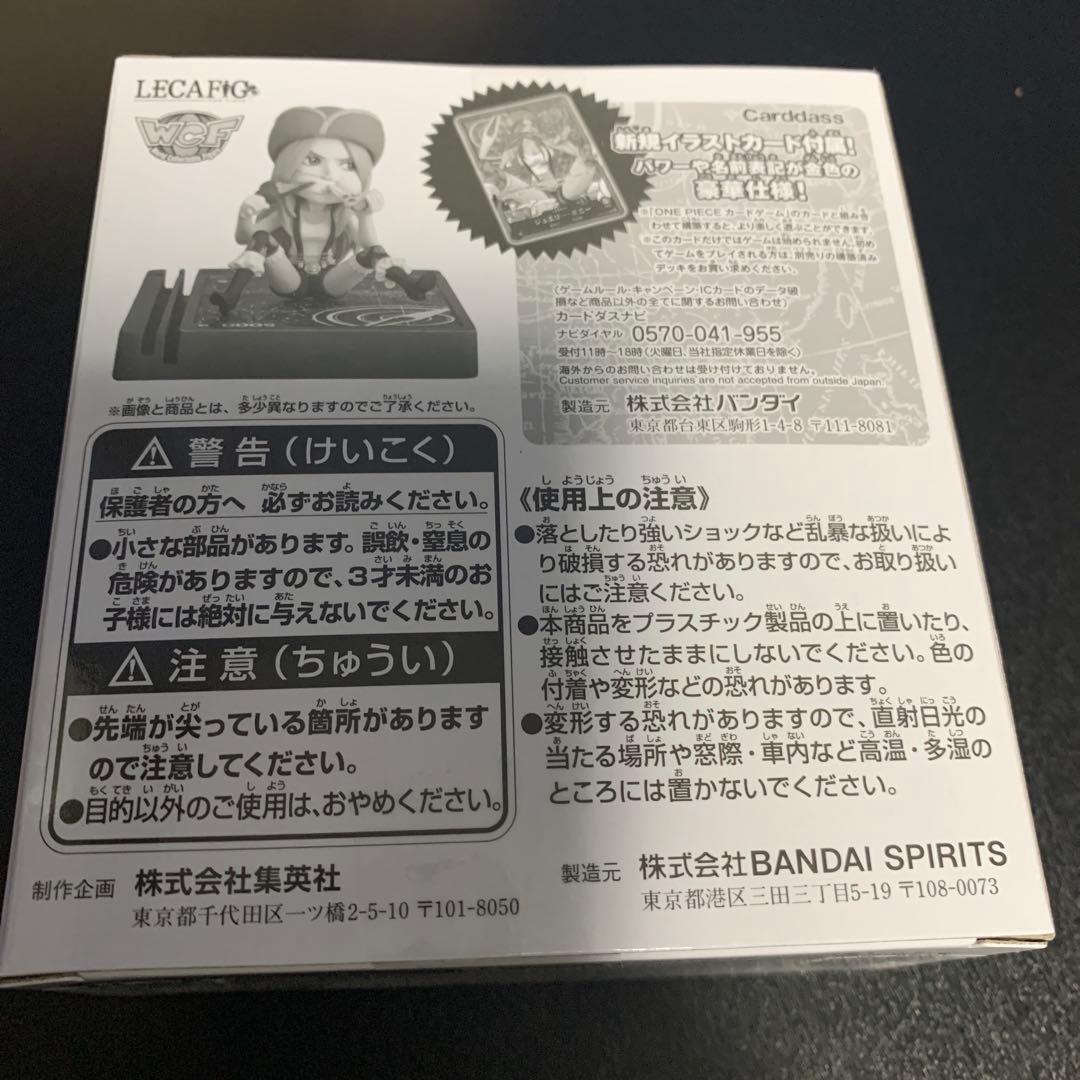 LECAFIG
WCF
Carddass
新規イラストカード付属!
パワーや名前表記が金色の
豪華仕様!
ジュエリー・ボニー
5000
※「ONE PIECE カードゲーム」のカードと組み合
わせて構築すると、より楽しく遊ぶことができます。
※このカードだけではゲームは始められません。初め
てゲームをプレイされる方は、別売りの構築済み
デッキをお買い求めください。
(ゲームルール・キャンペーン・ICカードのデータ破
損など商品以外の全てに関するお問い合わせ)
カードダスナビ
ナビダイヤル 0570-041-955
受付11時~18時(火曜日、当社指定休業日を除く)
海外からのお問い合わせは受け付けておりません。
Customer service inquiries are not accepted from outside Japan.
製造元 株式会社バンダイ
東京都台東区駒形1-4-8 〒111-8081
※画像と商品とは、多少異なりますのでご了承ください。
⚠ 警告(けいこく)
保護者の方へ 必ずお読みください。
●小さな部品があります。誤飲・窒息の
危険がありますので、3才未満のお
子様には絶対に与えないでください。
⚠ 注意(ちゅうい)
●先端が尖っている箇所があります
ので注意してください。
●目的以外のご使用は、おやめください。
《使用上の注意》
●落としたり強いショックなど乱暴な扱いによ
り破損する恐れがありますので、お取り扱い
にはご注意ください。
●本商品をプラスチック製品の上に置いたり、
接触させたままにしないでください。色の
付着や変形などの恐れがあります。
●変形する恐れがありますので、直射日光の
当たる場所や窓際・車内など高温・多湿の
ところには置かないでください。
制作企画 株式会社集英社
東京都千代田区一ツ橋2-5-10 〒101-8050
製造元 株式会社BANDAI SPIRITS
東京都港区三田三丁目5-19 〒108-0073